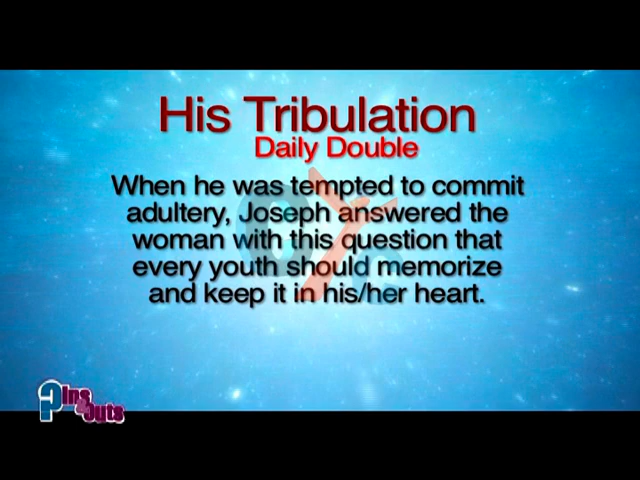 His Tribulation
Daily Double
When he was tempted to commit
adultery, Joseph answered the
woman with this question that
every youth should memorize
and keep it in his/her heart.
Pins
Outs